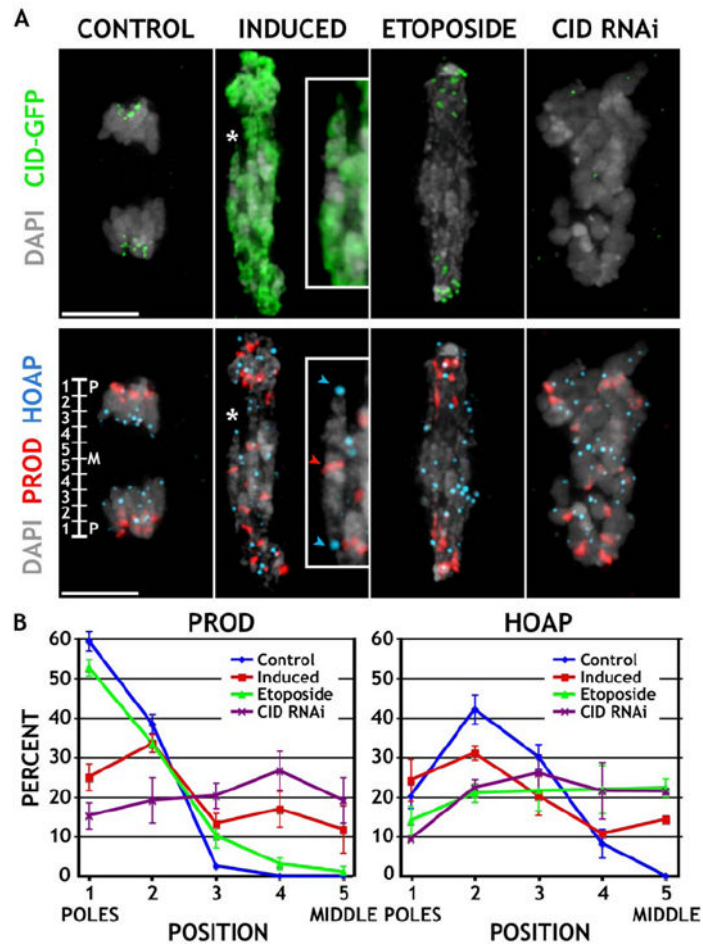 A
CONTROL INDUCED ETOPOSIDE CID RNAi
DAPI CID-GFP
*
DAPI PROD HOAP
1 P
2
3
4
5 M
5
4
3
2
1 P
*
B
PROD
PERCENT
60
50
40
30
20
10
0
Control
Induced
Etoposide
CID RNAi
1 2 3 4 5
POLES MIDDLE
POSITION
HOAP
60
50
40
30
20
10
0
Control
Induced
Etoposide
CID RNAi
1 2 3 4 5
POLES MIDDLE
POSITION